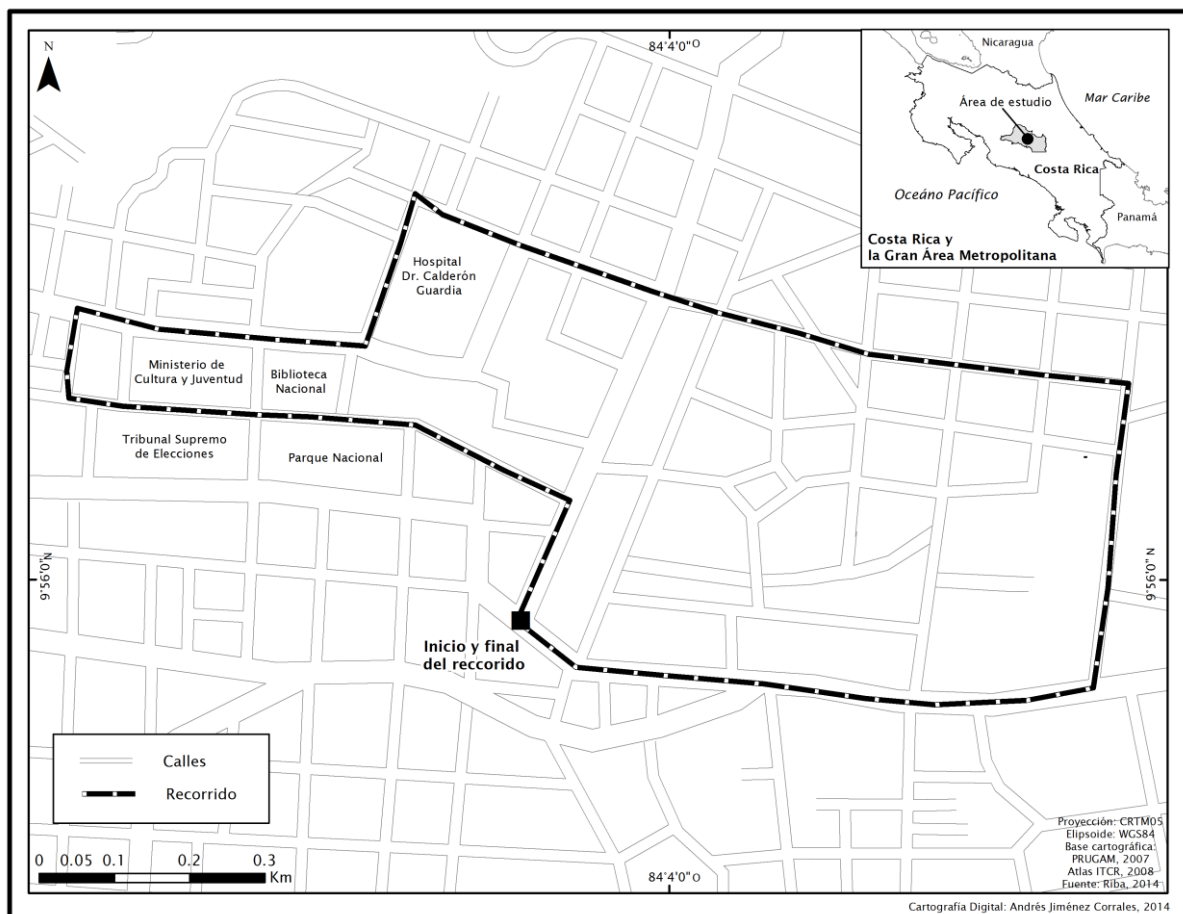 N
84°4'0"O
Nicaragua
Mar Caribe
Área de estudio
Costa Rica
Oceáno Pacífico
Panamá
Costa Rica y
la Gran Área Metropolitana
Hospital
Dr. Calderón
Guardia
Ministerio de
Cultura y Juventud
Biblioteca
Nacional
Tribunal Supremo
de Elecciones
Parque Nacional
9°56'0"N
9°56'0"N
Inicio y final
del reccorido
Calles
Recorrido
0 0.05 0.1 0.2 0.3
Km
84°4'0"O
Proyección: CRTM05
Elipsoide: WGS84
Base cartográfica:
PRUGAM, 2007
Atlas ITCR, 2008
Fuente: Riba, 2014
Cartografía Digital: Andrés Jiménez Corrales, 2014